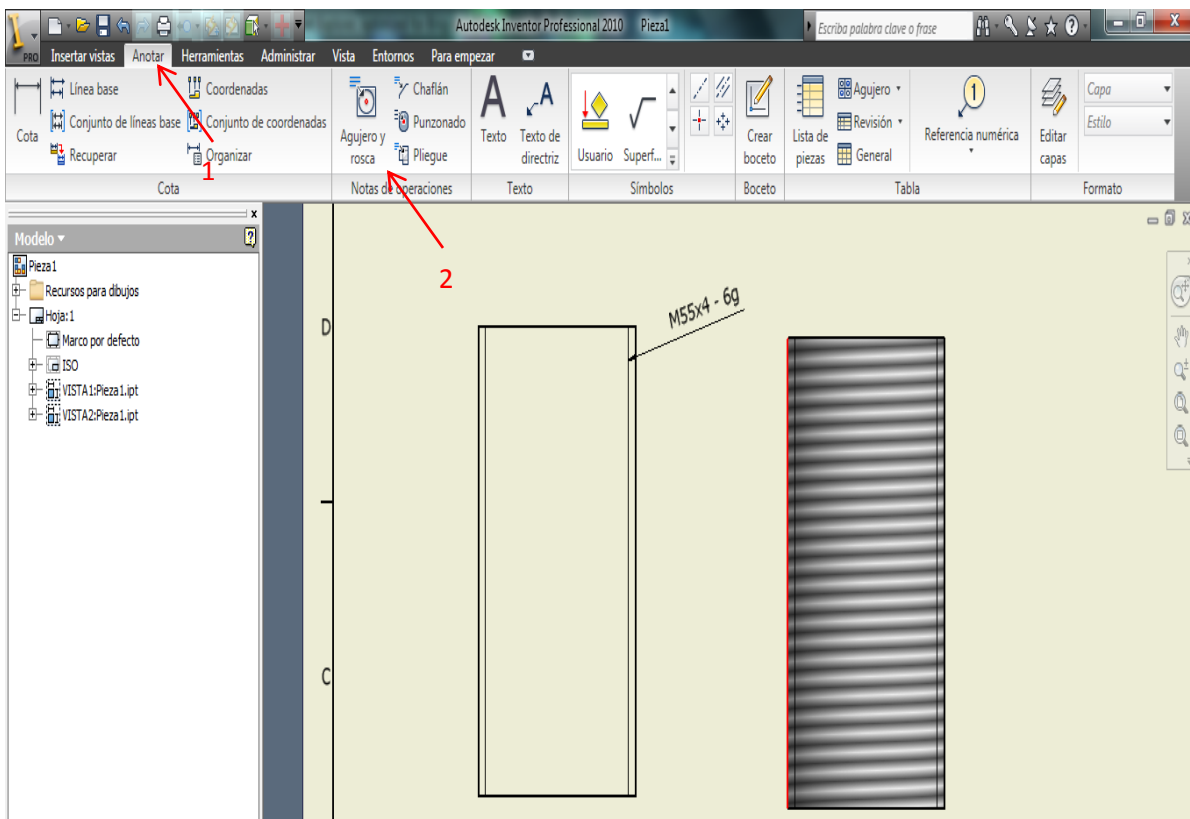 Autodesk Inventor Professional 2010 Pieza1
Escriba palabra clave o frase
PRO
Insertar vistas Anotar Herramientas Administrar Vista Entornos Para empezar
Cota
Línea base
Conjunto de líneas base
Recuperar
Coordenadas
Conjunto de coordenadas
Organizar
Cota
Agujero y
rosca
Chaflán
Punzonado
Pliegue
Notas de operaciones
A
Texto
A
Texto de
directriz
Texto
Usuario
Superf...
Símbolos
Crear
boceto
Boceto
Lista de
piezas
Agujero
Revisión
General
1
Referencia numérica
Tabla
Editar
capas
Capa
Estilo
Formato
1
2
Modelo
Pieza1
Recursos para dibujos
Hoja:1
Marco por defecto
ISO
VISTA1:Pieza1.ipt
VISTA2:Pieza1.ipt
D
C
M55x4 - 6g